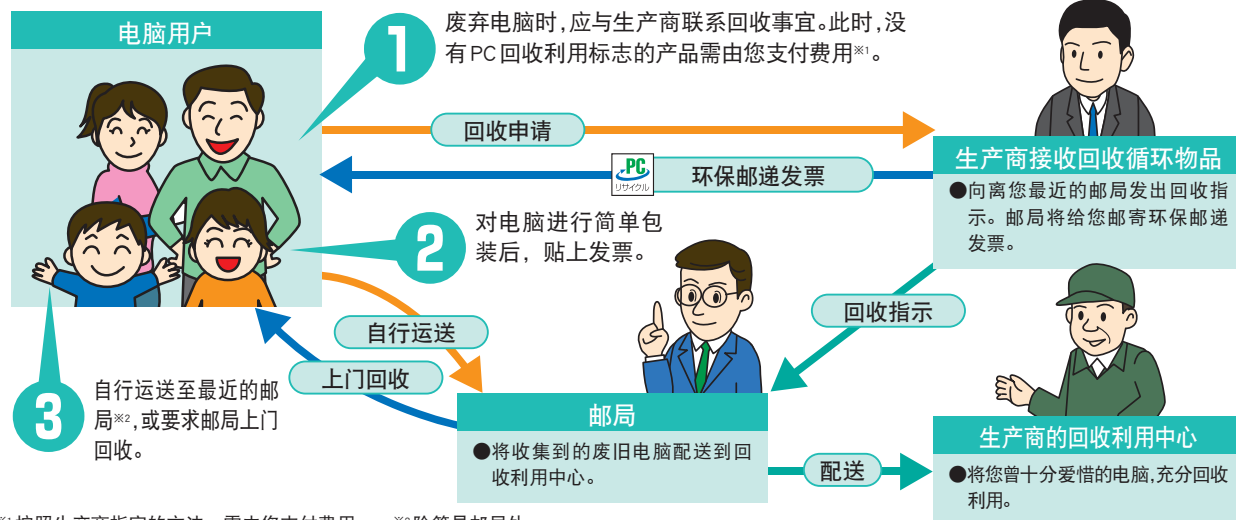 电脑用户
1
废弃电脑时,应与生产商联系回收事宜。此时,没
有PC回收利用标志的产品需由您支付费用※1。
回收申请
PC
リサイクル
环保邮递发票
生产商接收回收循环物品
●向离您最近的邮局发出回收指
示。邮局将给您邮寄环保邮递
发票。
2
对电脑进行简单包
装后，贴上发票。
回收指示
自行运送
上门回收
3
自行运送至最近的邮
局※2,或要求邮局上门
回收。
邮局
●将收集到的废旧电脑配送到回
收利用中心。
配送
生产商的回收利用中心
●将您曾十分爱惜的电脑,充分回收
利用。